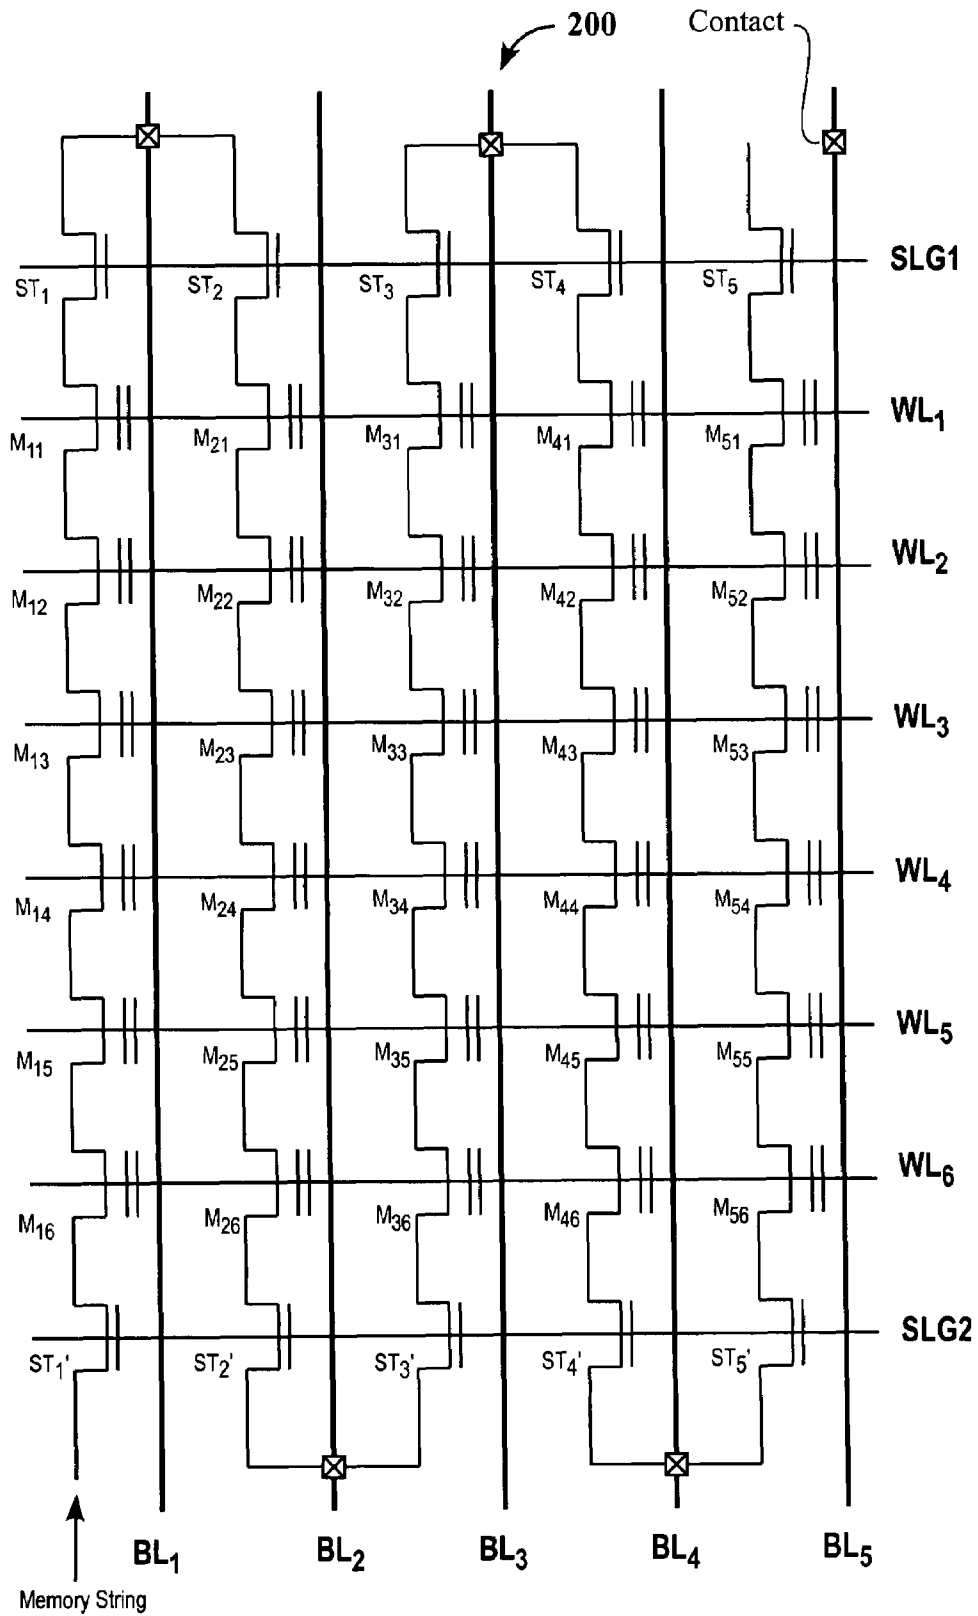 200
Contact
SLG1
ST1 ST2 ST3 ST4 ST5
WL1
M11 M21 M31 M41 M51
WL2
M12 M22 M32 M42 M52
WL3
M13 M23 M33 M43 M53
WL4
M14 M24 M34 M44 M54
WL5
M15 M25 M35 M45 M55
WL6
M16 M26 M36 M46 M56
SLG2
ST1' ST2' ST3' ST4' ST5'
BL1 BL2 BL3 BL4 BL5
Memory String